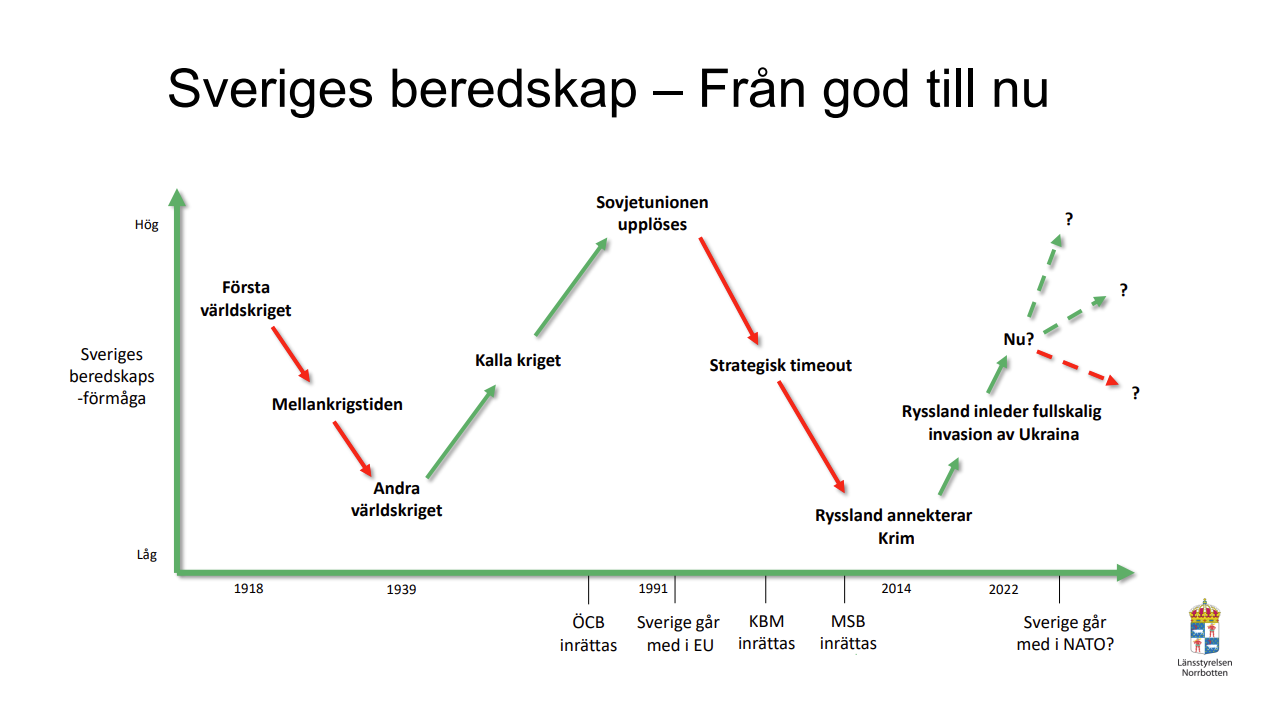 Sveriges beredskap – Från god till nu
Hög
Sveriges
beredskaps
-förmåga
Låg
Första
världskriget
Mellankrigstiden
Andra
världskriget
Kalla kriget
Sovjetunionen
upplöses
Strategisk timeout
Ryssland annekterar
Krim
Ryssland inleder fullskalig
invasion av Ukraina
Nu?
?
?
?
1918
1939
1991
2014
2022
ÖCB
inrättas
Sverige går
med i EU
KBM
inrättas
MSB
inrättas
Sverige går
med i NATO?
Länsstyrelsen
Norrbotten